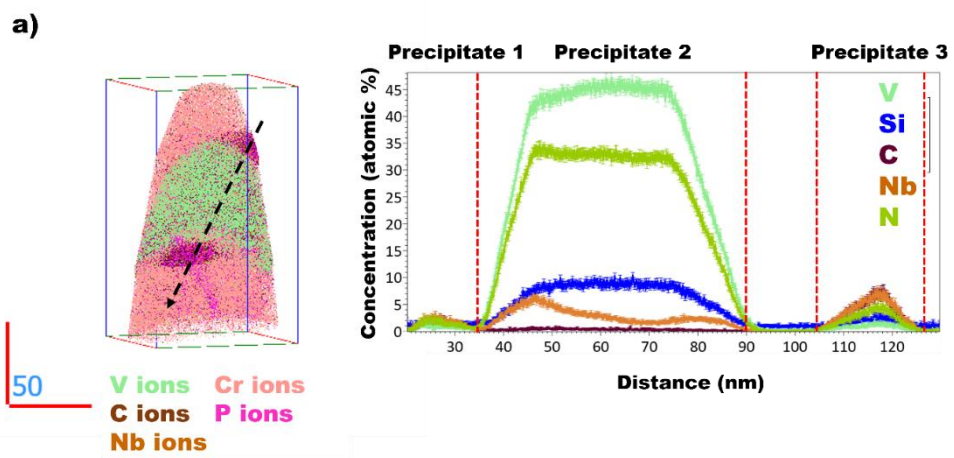 a)
Precipitate 1 Precipitate 2 Precipitate 3
45
40
35
30
25
20
15
10
5
0
Concentration (atomic %)
V
Si
C
Nb
N
30 40 50 60 70 80 90 100 110 120
Distance (nm)
50
V ions Cr ions
C ions P ions
Nb ions